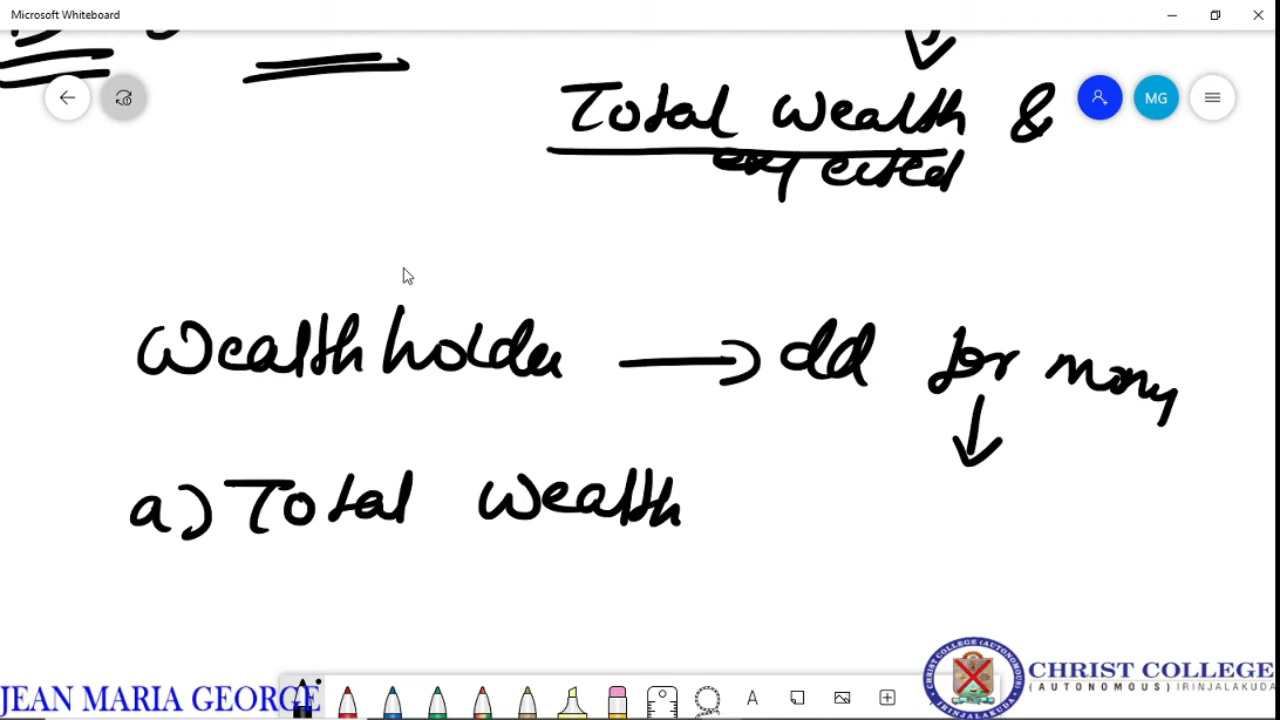 Microsoft Whiteboard
Total wealth &
expected
MG
Wealth holder → dd for money
a) Total wealth
A
CHRIST COLLEGE
(AUTONOMOUS) IRINJALAKUDA
JEAN MARIA GEORGE